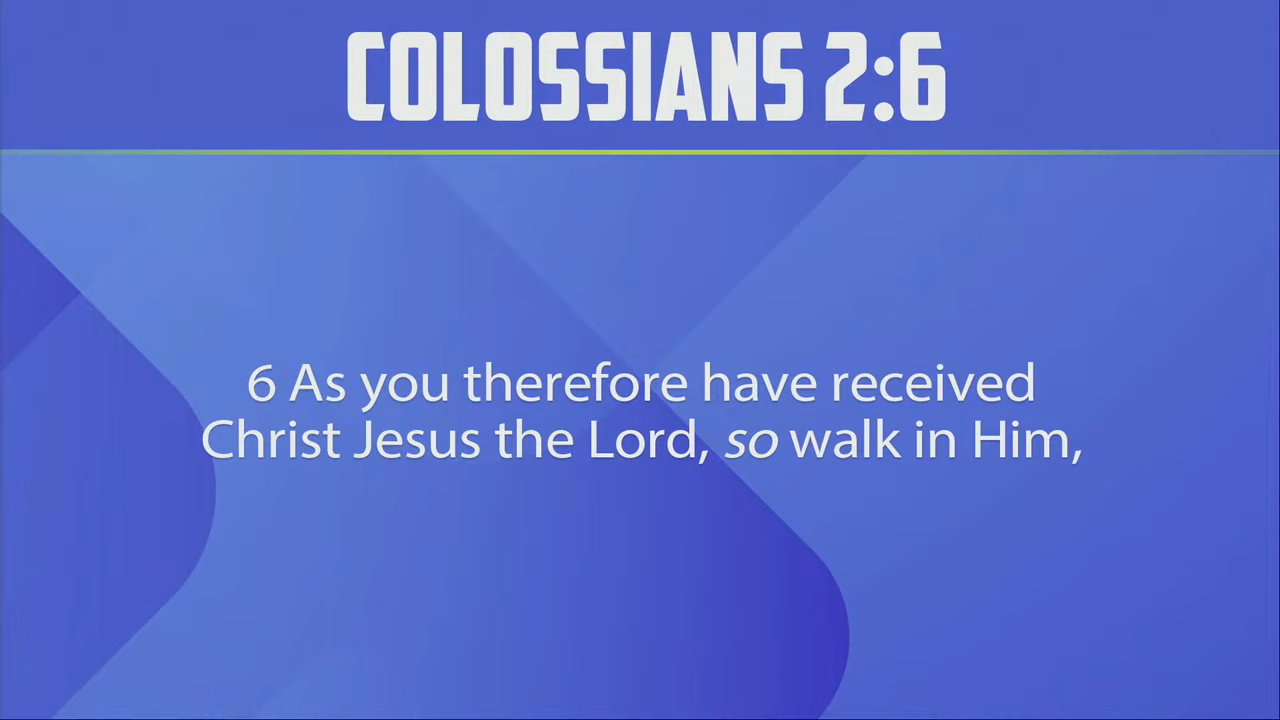 COLOSSIANS 2:6
6 As you therefore have received
Christ Jesus the Lord, so walk in Him,